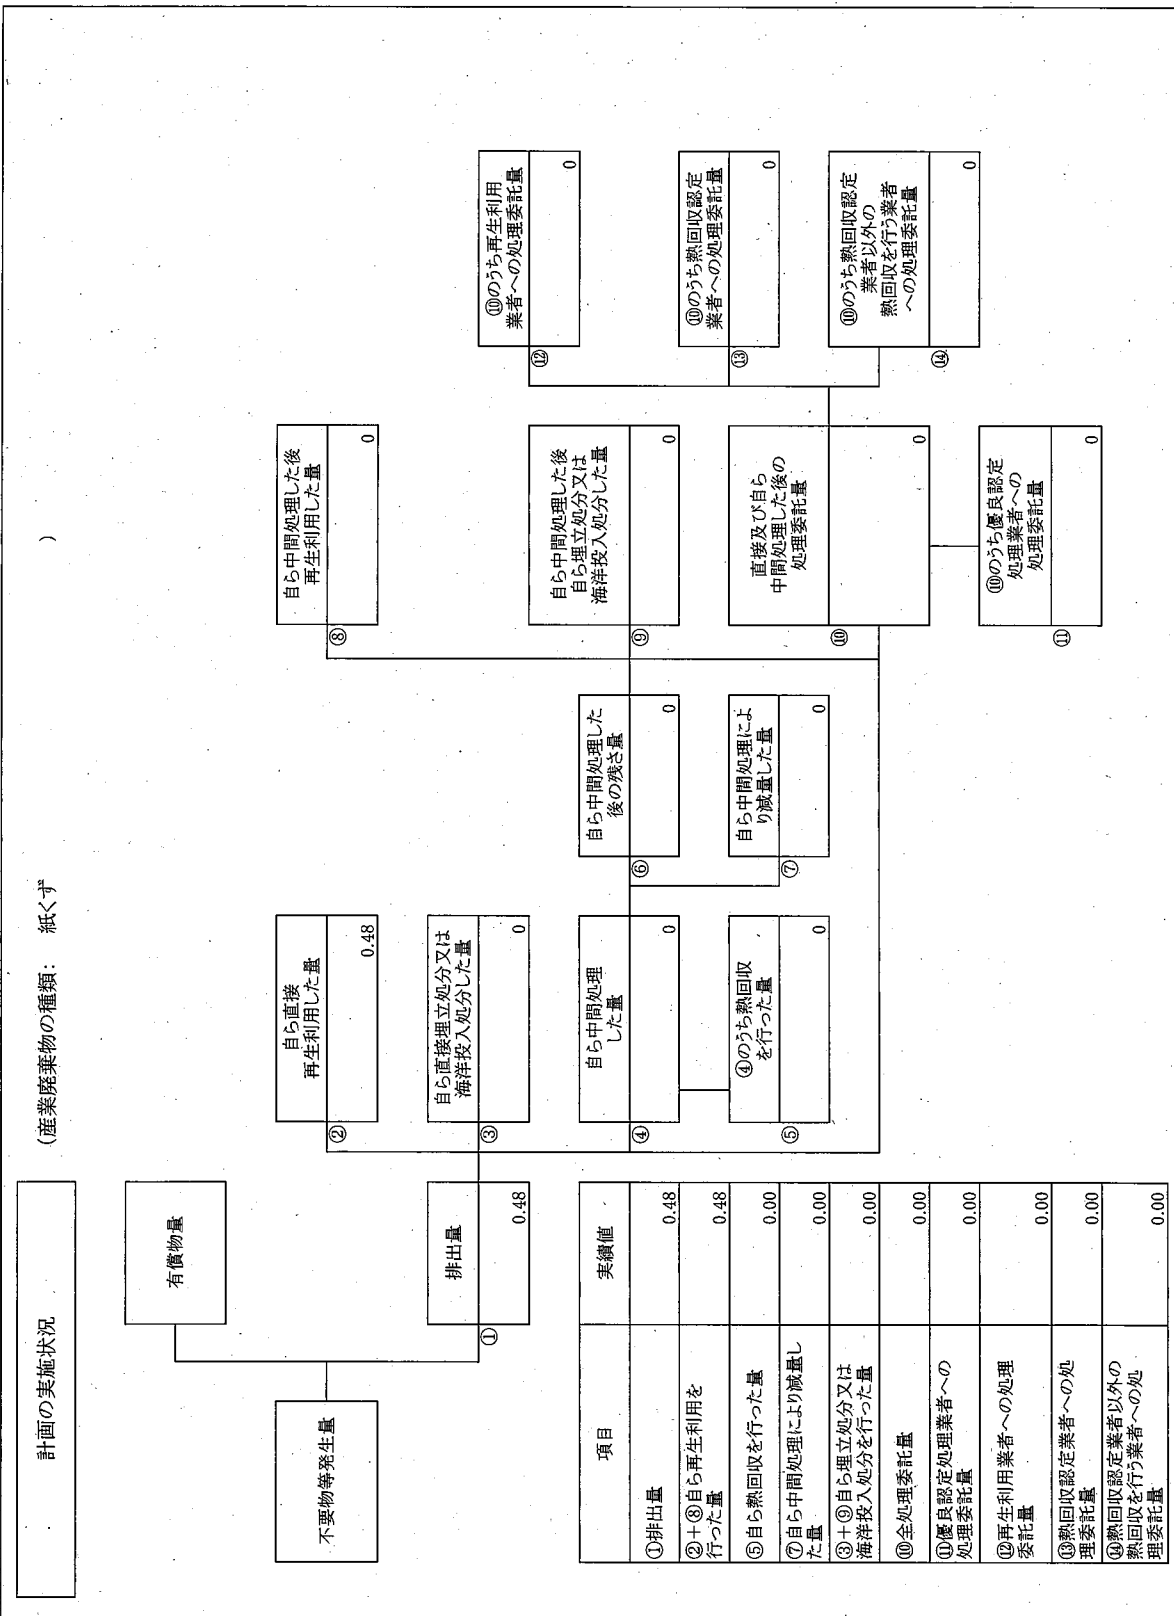 計画の実施状況
(産業廃棄物の種類: 紙くず )
不要物等発生量
有償物量
排出量
①
0.48
自ら直接
再生利用した量
②
0.48
自ら直接埋立処分又は
海洋投入処分した量
③
0
自ら中間処理
した量
④
0
④のうち熱回収
を行った量
⑤
0
自ら中間処理した
後の残さ量
⑥
0
自ら中間処理によ
り減量した量
⑦
0
自ら中間処理した後
再生利用した量
⑧
0
自ら中間処理した後
自ら埋立処分又は
海洋投入処分した量
⑨
0
直接及び自ら
中間処理した後の
処理委託量
⑩
0
⑩のうち優良認定
処理業者への
処理委託量
⑪
0
⑩のうち再生利用
業者への処理委託量
⑫
0
⑩のうち熱回収認定
業者への処理委託量
⑬
0
⑩のうち熱回収認定
業者以外の
熱回収を行う業者
への処理委託量
⑭
0
項目 実績値
①排出量 0.48
②+⑧自ら再生利用を
行った量 0.48
⑤自ら熱回収を行った量 0.00
⑦自ら中間処理により減量し
た量 0.00
③+⑨自ら埋立処分又は
海洋投入処分を行った量 0.00
⑩全処理委託量 0.00
⑪優良認定処理業者への
処理委託量 0.00
⑫再生利用業者への処理
委託量 0.00
⑬熱回収認定業者への処
理委託量 0.00
⑭熱回収認定業者以外の
熱回収を行う業者への処
理委託量 0.00